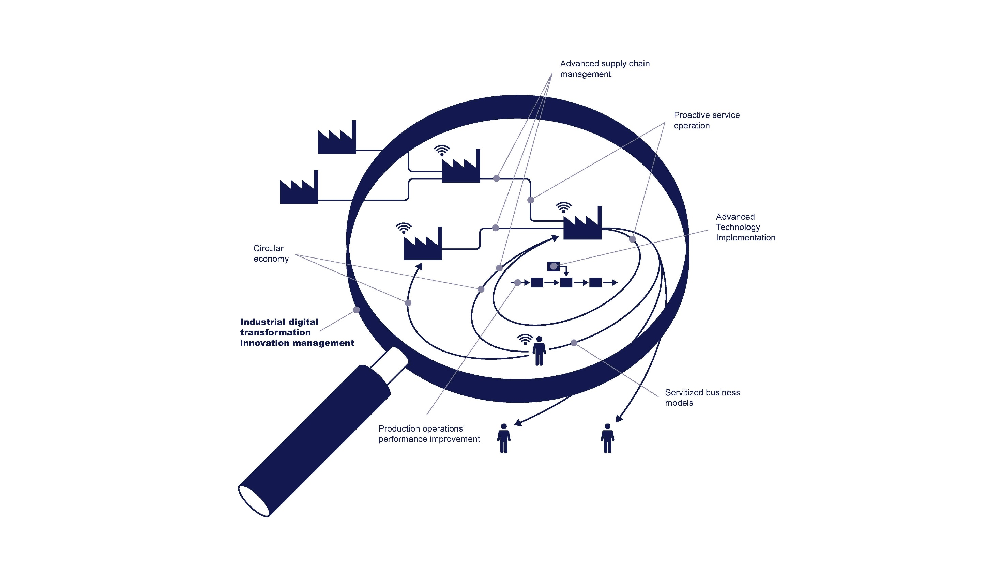 Advanced supply chain
management
Proactive service
operation
Advanced
Technology
Implementation
Circular
economy
Industrial digital
transformation
innovation management
Servitized business
models
Production operations'
performance improvement